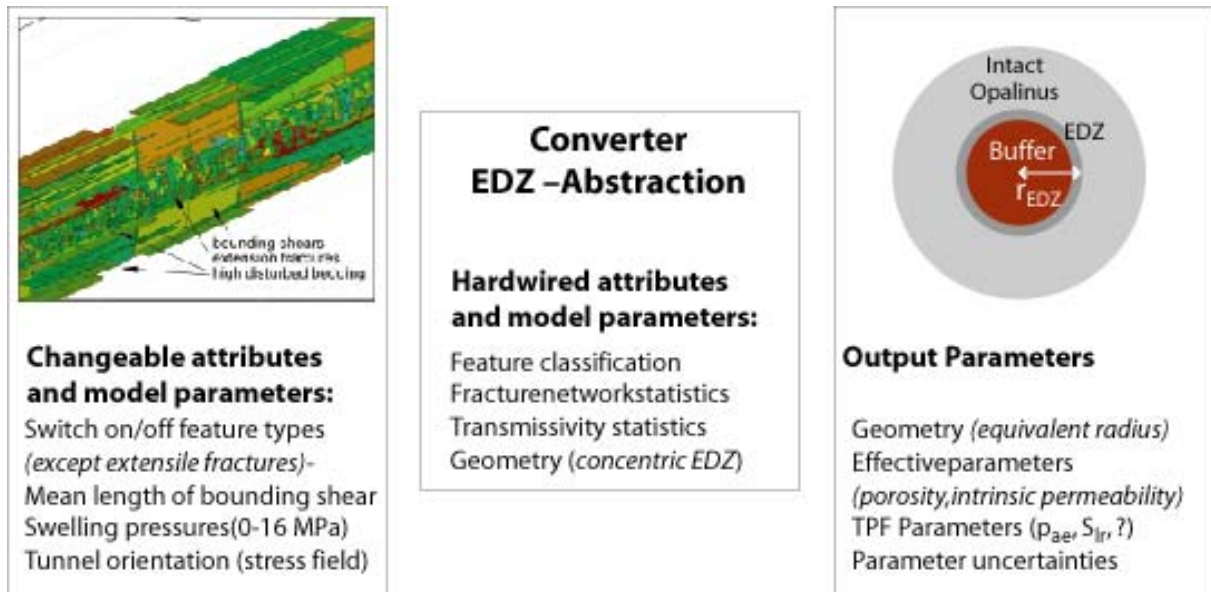 bounding shears
extension fractures
high disturbed bedding
Changeable attributes
and model parameters:
Switch on/off feature types
(except extensile fractures)-
Mean length of bounding shear
Swelling pressures(0-16 MPa)
Tunnel orientation (stress field)
Converter
EDZ –Abstraction
Hardwired attributes
and model parameters:
Feature classification
Fracturenetworkstatistics
Transmissivity statistics
Geometry (concentric EDZ)
Intact
Opalinus
EDZ
Buffer
rEDZ
Output Parameters
Geometry (equivalent radius)
Effectiveparameters
(porosity,intrinsic permeability)
TPF Parameters (pae, Slr, ?)
Parameter uncertainties